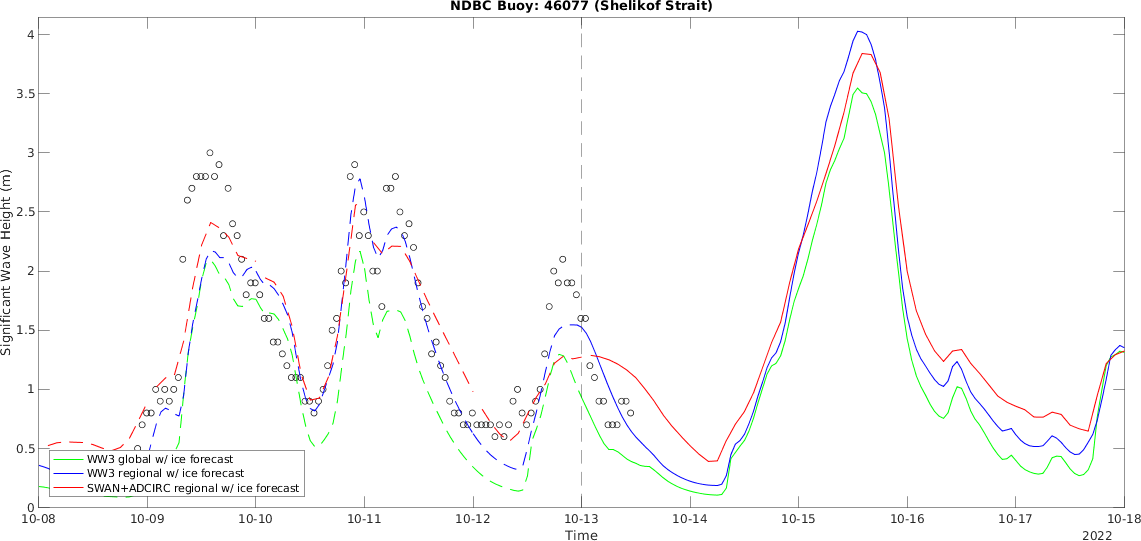 NDBC Buoy: 46077 (Shelikof Strait)
Significant Wave Height (m)
4
3.5
3
2.5
2
1.5
1
0.5
0
WW3 global w/ ice forecast
WW3 regional w/ ice forecast
SWAN+ADCIRC regional w/ ice forecast
10-08 10-09 10-10 10-11 10-12 10-13 10-14 10-15 10-16 10-17 10-18
Time
2022